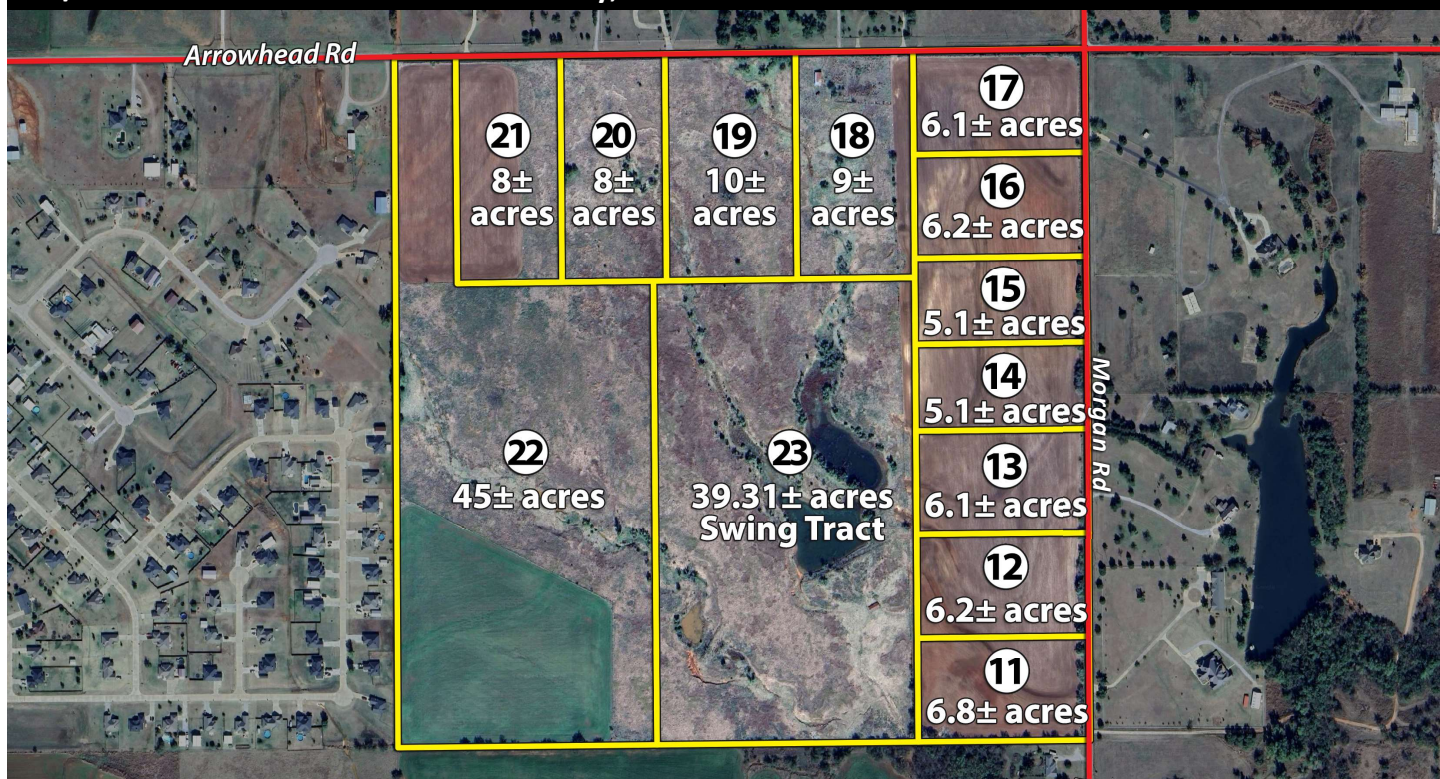 Arrowhead Rd
17
6.1± acres
21
8±
acres
20
8±
acres
19
10±
acres
18
9±
acres
16
6.2± acres
15
5.1± acres
14
5.1± acres
Morgan Rd
22
45± acres
23
39.31± acres
Swing Tract
13
6.1± acres
12
6.2± acres
11
6.8± acres